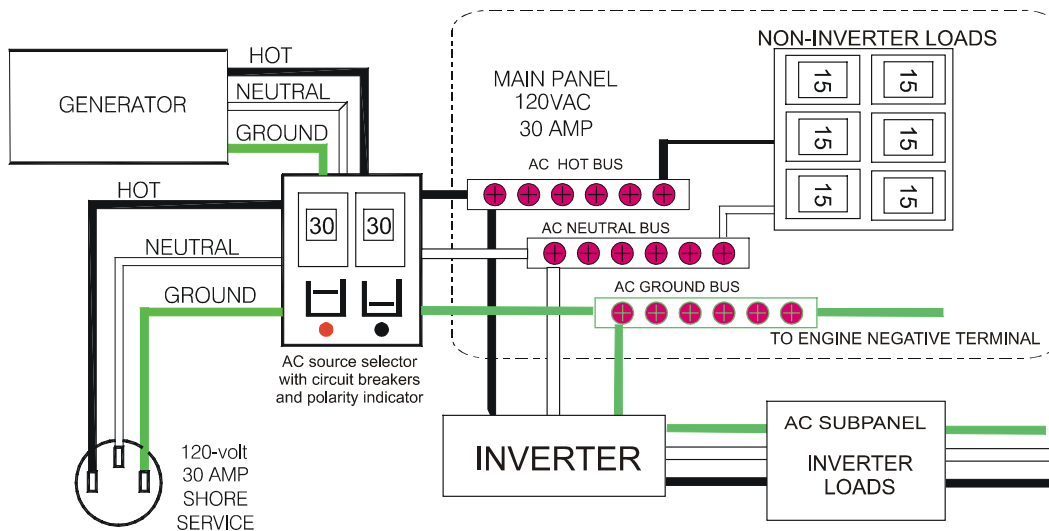 GENERATOR
HOT
NEUTRAL
GROUND
HOT
NEUTRAL
GROUND
120-volt
30 AMP
SHORE
SERVICE
30
30
AC source selector
with circuit breakers
and polarity indicator
MAIN PANEL
120VAC
30 AMP
AC HOT BUS
AC NEUTRAL BUS
AC GROUND BUS
TO ENGINE NEGATIVE TERMINAL
NON-INVERTER LOADS
15
15
15
15
15
15
INVERTER
AC SUBPANEL
INVERTER
LOADS